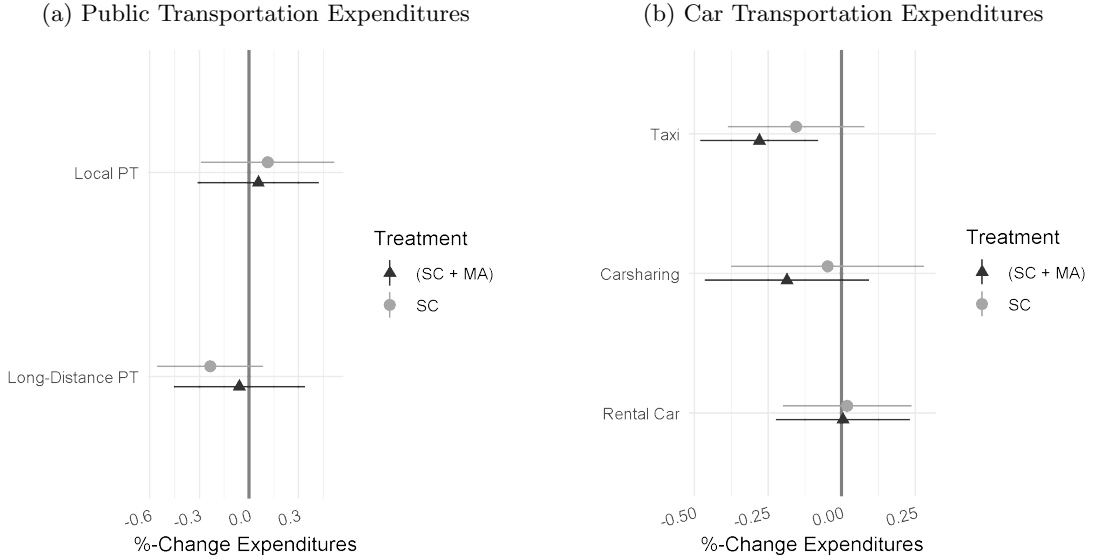 (a) Public Transportation Expenditures
Local PT
Long-Distance PT
-0.6 -0.3 0.0 0.3
%-Change Expenditures
Treatment
(SC + MA)
SC
(b) Car Transportation Expenditures
Taxi
Carsharing
Rental Car
-0.50 -0.25 0.00 0.25
%-Change Expenditures
Treatment
(SC + MA)
SC